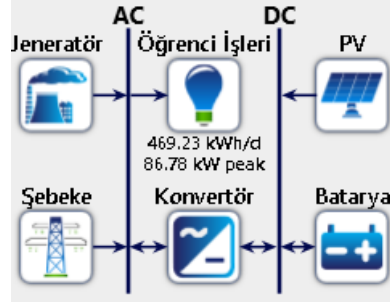 AC DC
Jeneratör Öğrenci İşleri PV
469.23 kWh/d
86.78 kW peak
Şebeke Konvertör Batarya